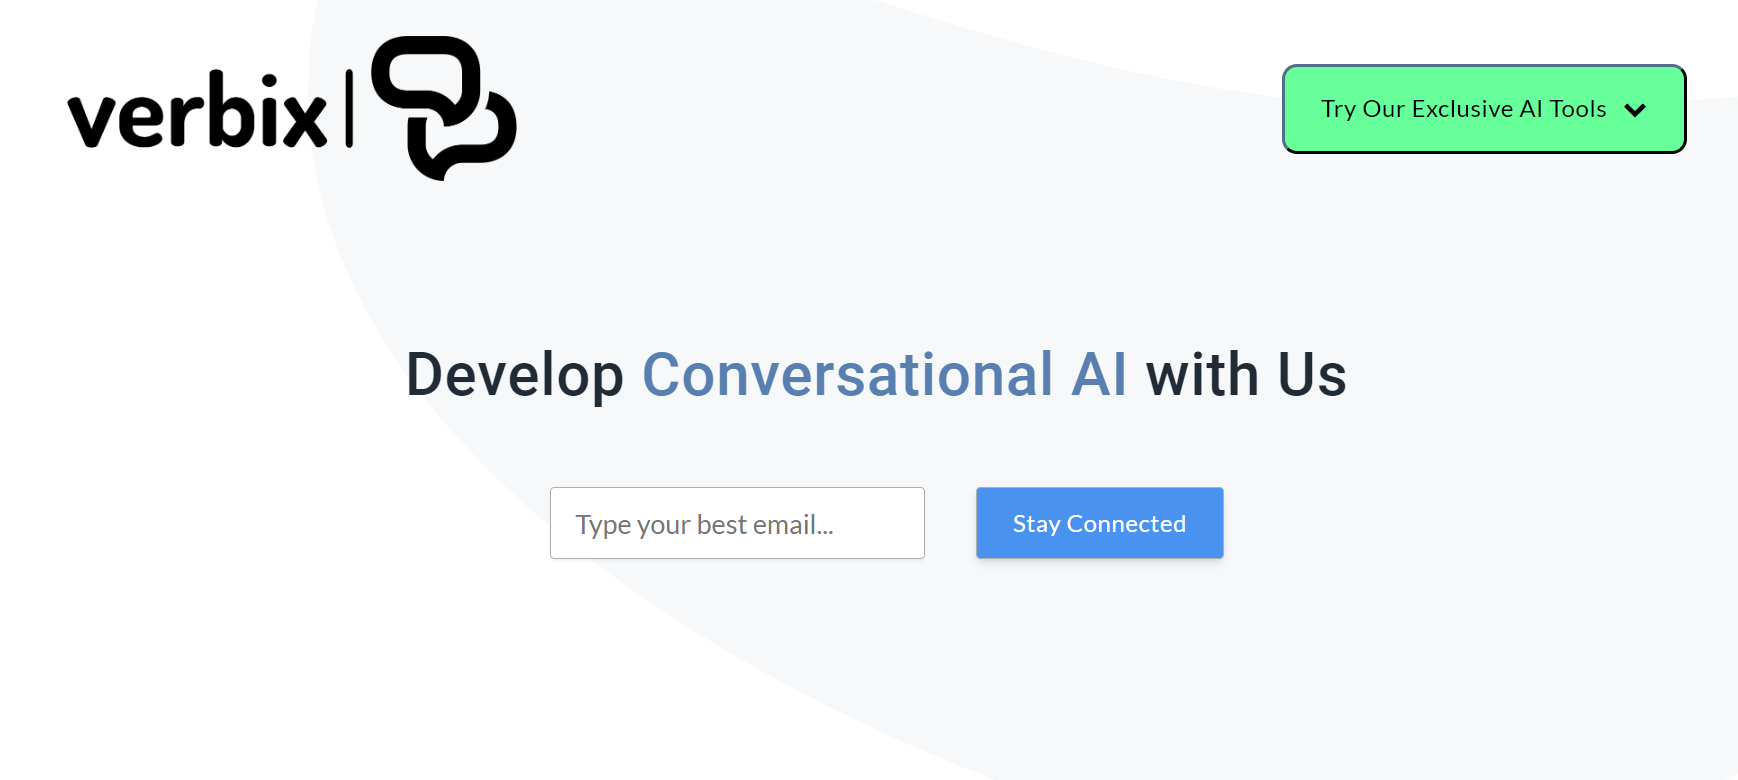 verbix
Try Our Exclusive AI Tools
Develop Conversational AI with Us
Type your best email...
Stay Connected